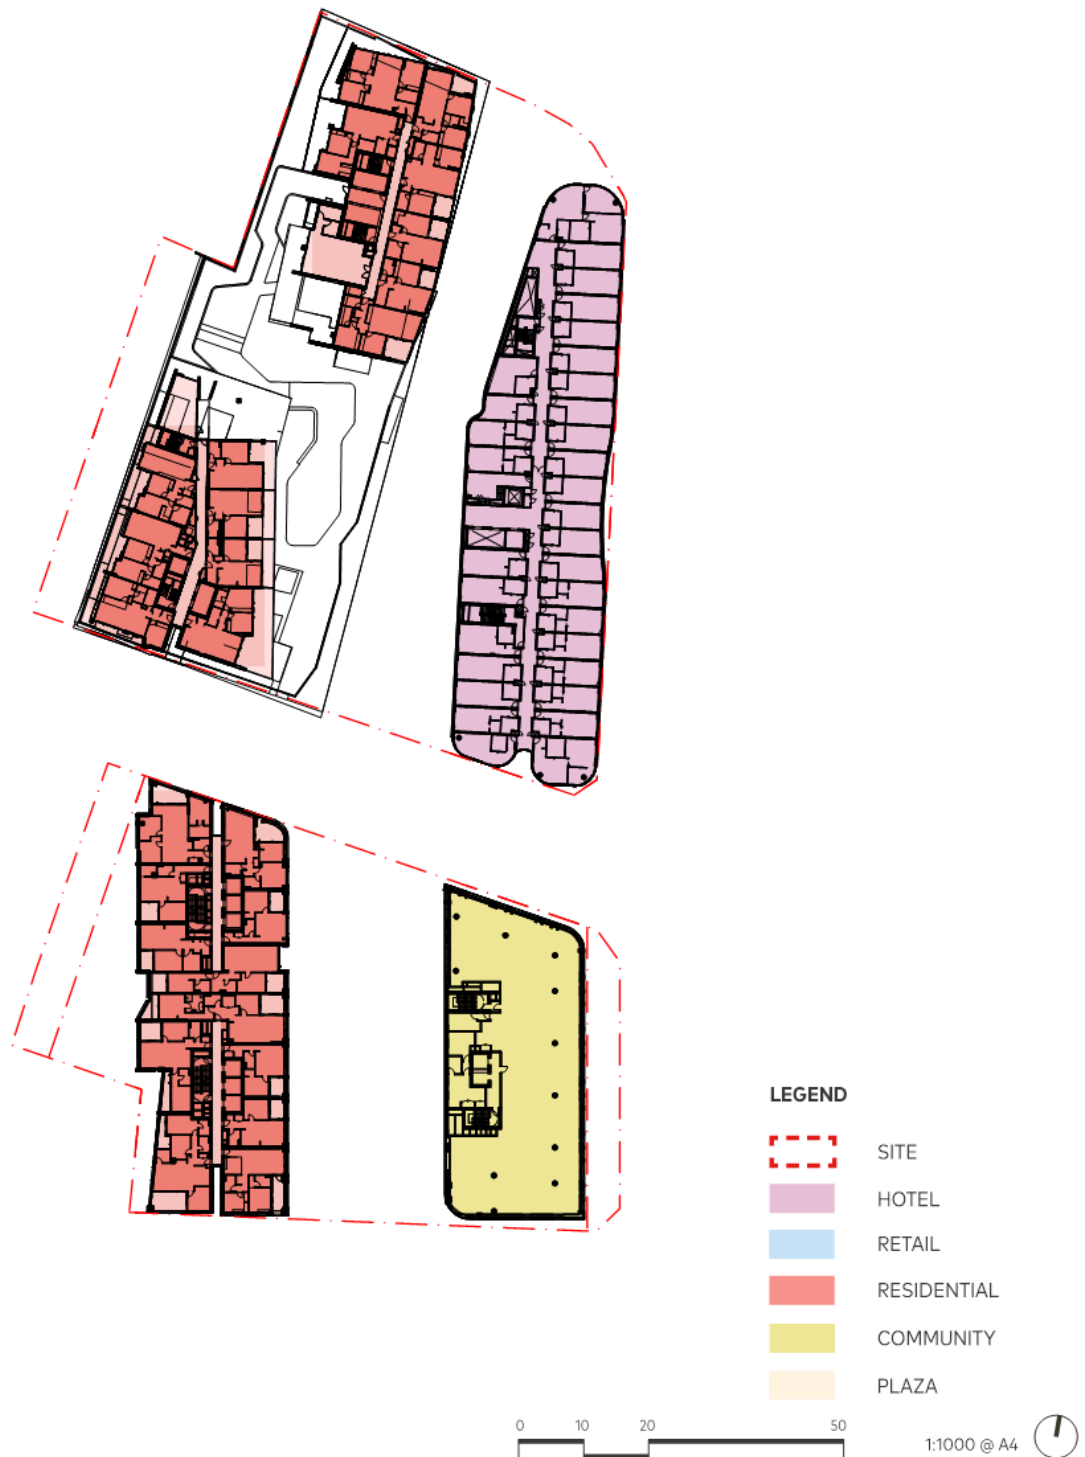 LEGEND
SITE
HOTEL
RETAIL
RESIDENTIAL
COMMUNITY
PLAZA
0 10 20 50
1:1000 @ A4